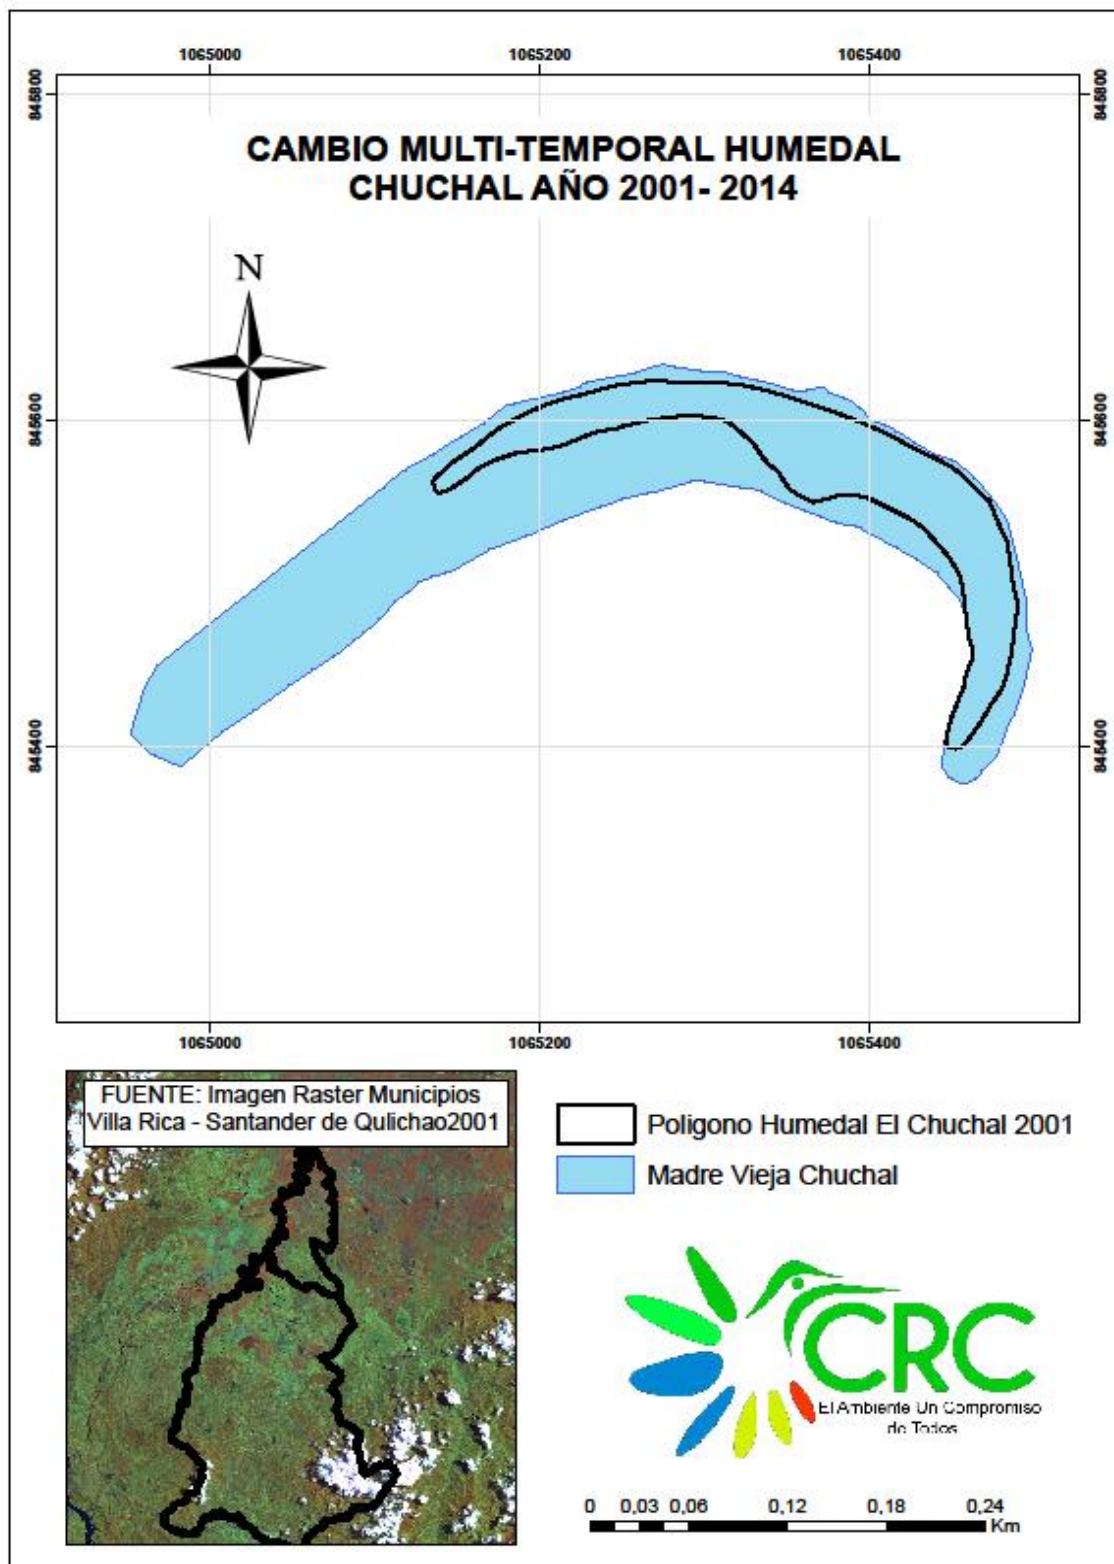 1065000 1065200 1065400
845800 845800
CAMBIO MULTI-TEMPORAL HUMEDAL
CHUCHAL AÑO 2001- 2014
N
845600 845600
845400 845400
1065000 1065200 1065400
FUENTE: Imagen Raster Municipios
Villa Rica - Santander de Qulichao2001
Poligono Humedal El Chuchal 2001
Madre Vieja Chuchal
CRC
El Ambiente Un Compromiso
de Todos
0 0,03 0,06 0,12 0,18 0,24
Km